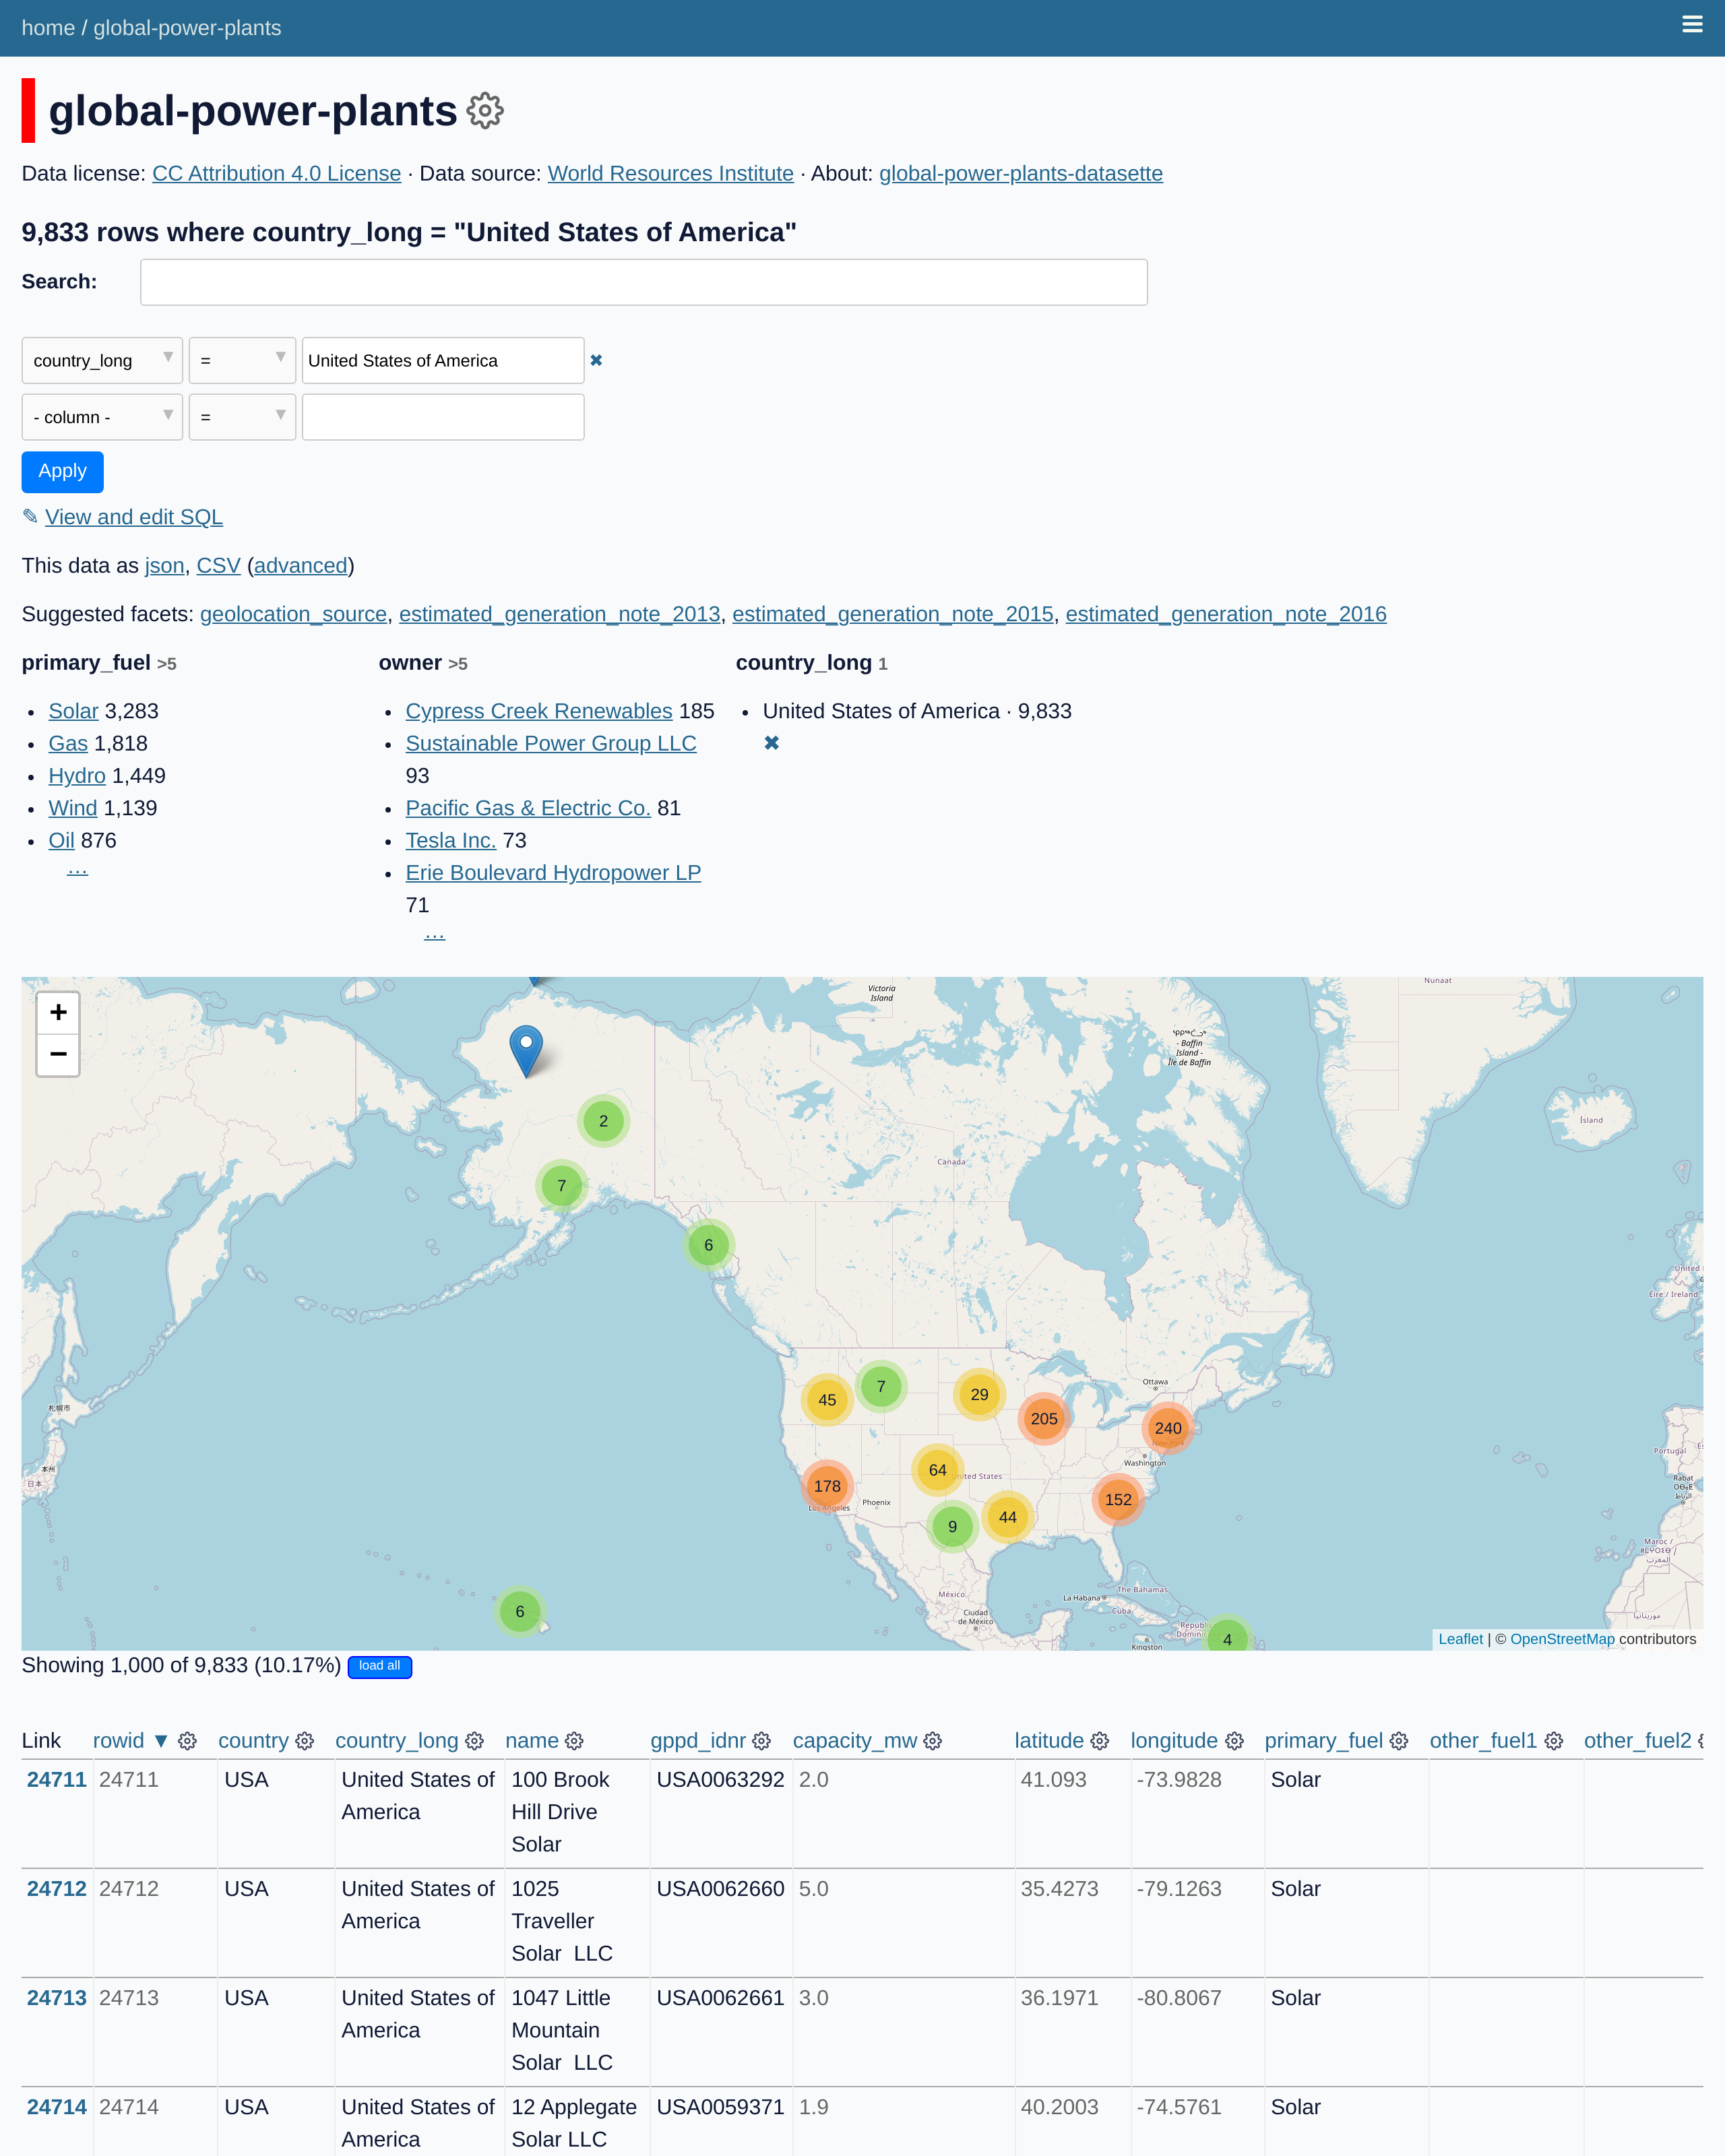 home / global-power-plants
global-power-plants
Data license: CC Attribution 4.0 License · Data source: World Resources Institute · About: global-power-plants-datasette
9,833 rows where country_long = "United States of America"
Search:
country_long ▼ = ▼ United States of America ✖
- column - ▼ = ▼
Apply
✎ View and edit SQL
This data as json, CSV (advanced)
Suggested facets: geolocation_source, estimated_generation_note_2013, estimated_generation_note_2015, estimated_generation_note_2016
primary_fuel >5
• Solar 3,283
• Gas 1,818
• Hydro 1,449
• Wind 1,139
• Oil 876
...
owner >5
• Cypress Creek Renewables 185
• Sustainable Power Group LLC
93
• Pacific Gas & Electric Co. 81
• Tesla Inc. 73
• Erie Boulevard Hydropower LP
71
...
country_long 1
• United States of America · 9,833
✖
+
−
Victoria
Island
Nunaat
- Baffin
Island -
Île de Baffin
Ísland
2
Canada
7
6
United
Éire / Ireland
札幌市
本州
日本
45
7
29
205
Ottawa
240
New York
Washington
64
United States
178
Los Angeles
Phoenix
9
44
152
Portugal
Rabat
الرباط
Maroc /
المغرب
موريتانيا
México
Ciudad
de México
La Habana
The Bahamas
Cuba
Kingston
6
4
Leaflet | © OpenStreetMap contributors
Showing 1,000 of 9,833 (10.17%) load all
Link rowid ▼ country country_long name gppd_idnr capacity_mw latitude longitude primary_fuel other_fuel1 other_fuel2
24711 24711 USA United States of 100 Brook USA0063292 2.0 41.093 -73.9828 Solar
America Hill Drive
Solar
24712 24712 USA United States of 1025 USA0062660 5.0 35.4273 -79.1263 Solar
America Traveller
Solar LLC
24713 24713 USA United States of 1047 Little USA0062661 3.0 36.1971 -80.8067 Solar
America Mountain
Solar LLC
24714 24714 USA United States of 12 Applegate USA0059371 1.9 40.2003 -74.5761 Solar
America Solar LLC